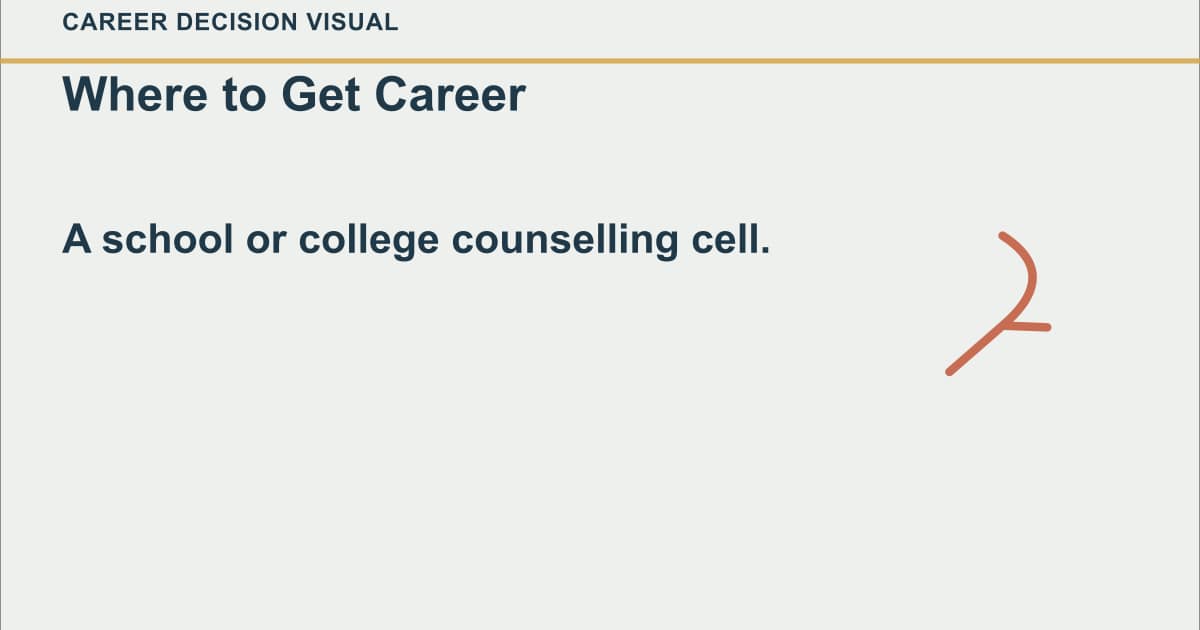 CAREER DECISION VISUAL
Where to Get Career
A school or college counselling cell.